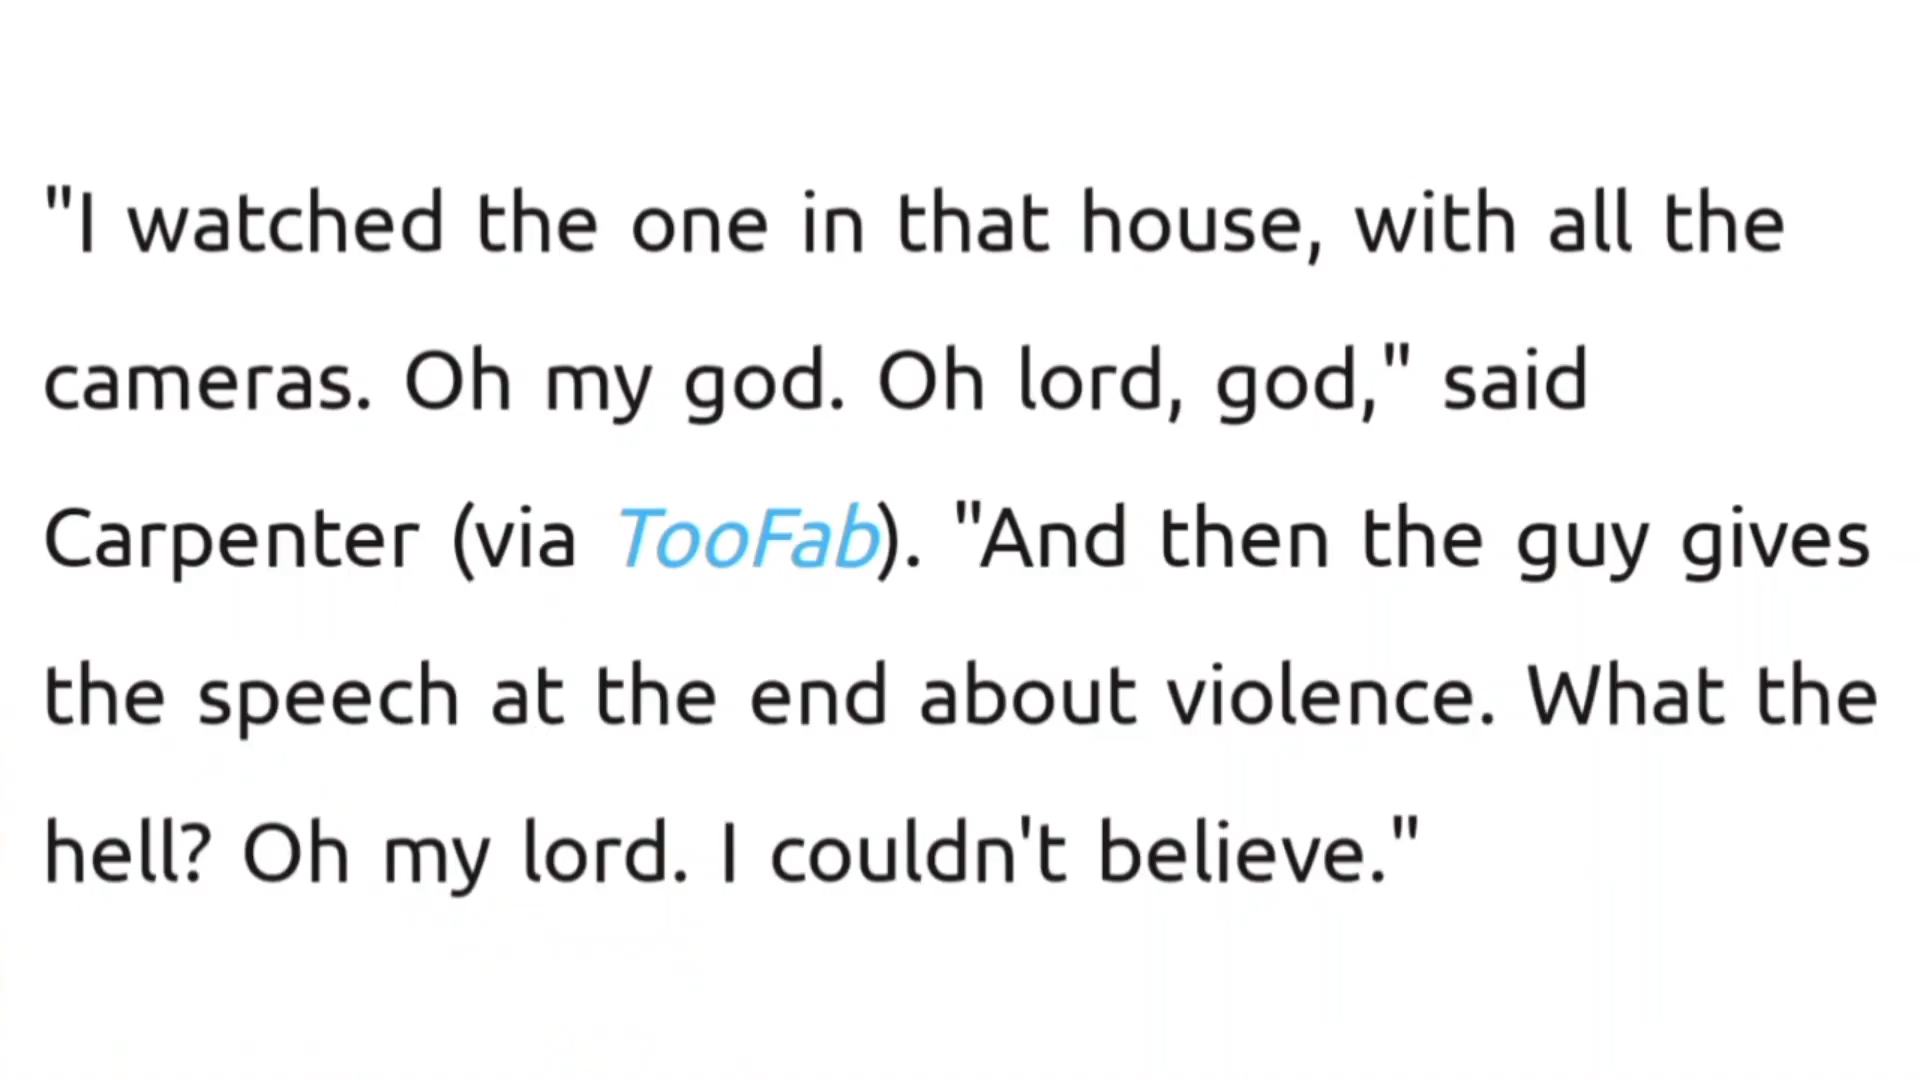 "I watched the one in that house, with all the
cameras. Oh my god. Oh lord, god," said
Carpenter (via TooFab). "And then the guy gives
the speech at the end about violence. What the
hell? Oh my lord. I couldn't believe."